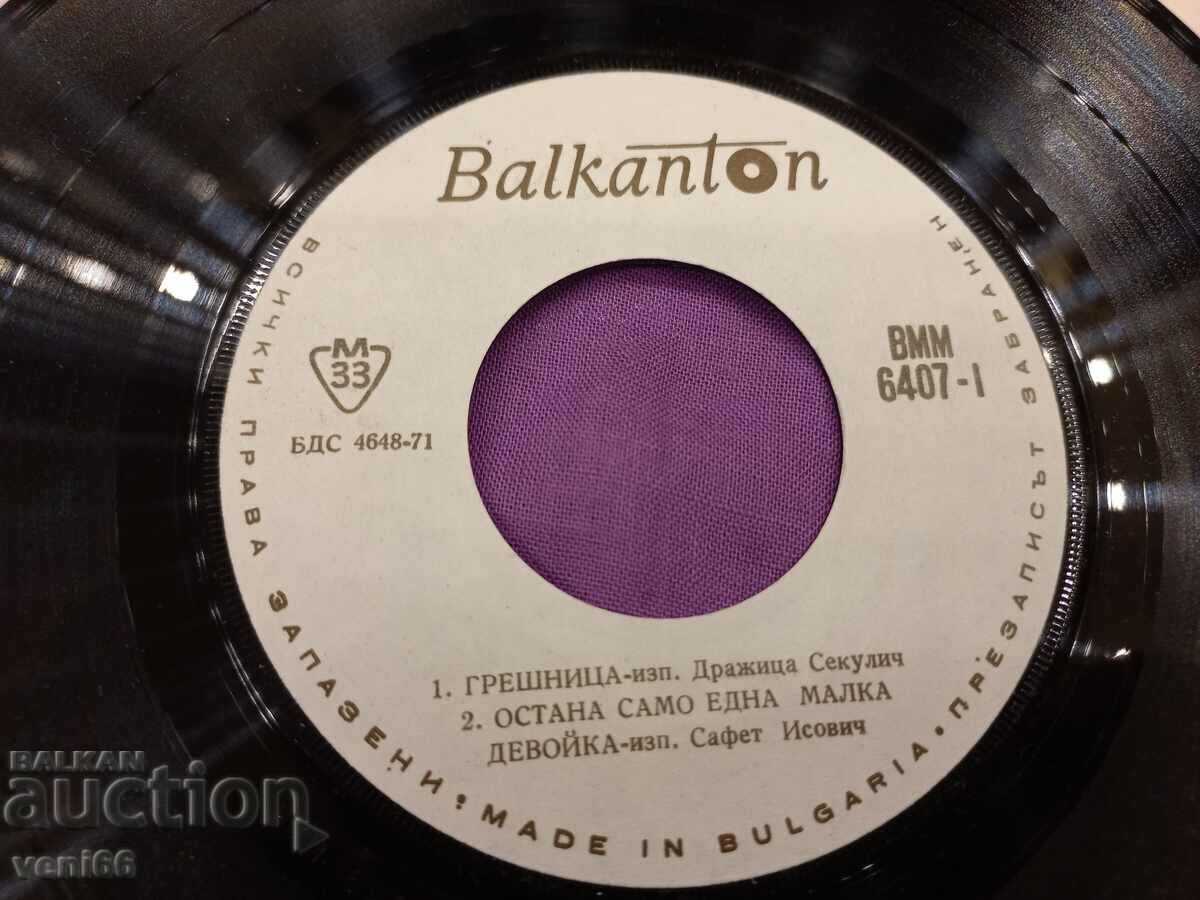 Balkanton
ВСИЧКИ ПРАВА ЗАПАЗЕНИ · MADE IN BULGARIA · ПРЕЗАПИСЪТ ЗАБРАНЕН
M
33
БДС 4648-71
ВММ
6407-I
1. ГРЕШНИЦА-изп. Дражица Секулич
2. ОСТАНА САМО ЕДНА МАЛКА
ДЕВОЙКА-изп. Сафет Исович
BALKAN
auction
veni66